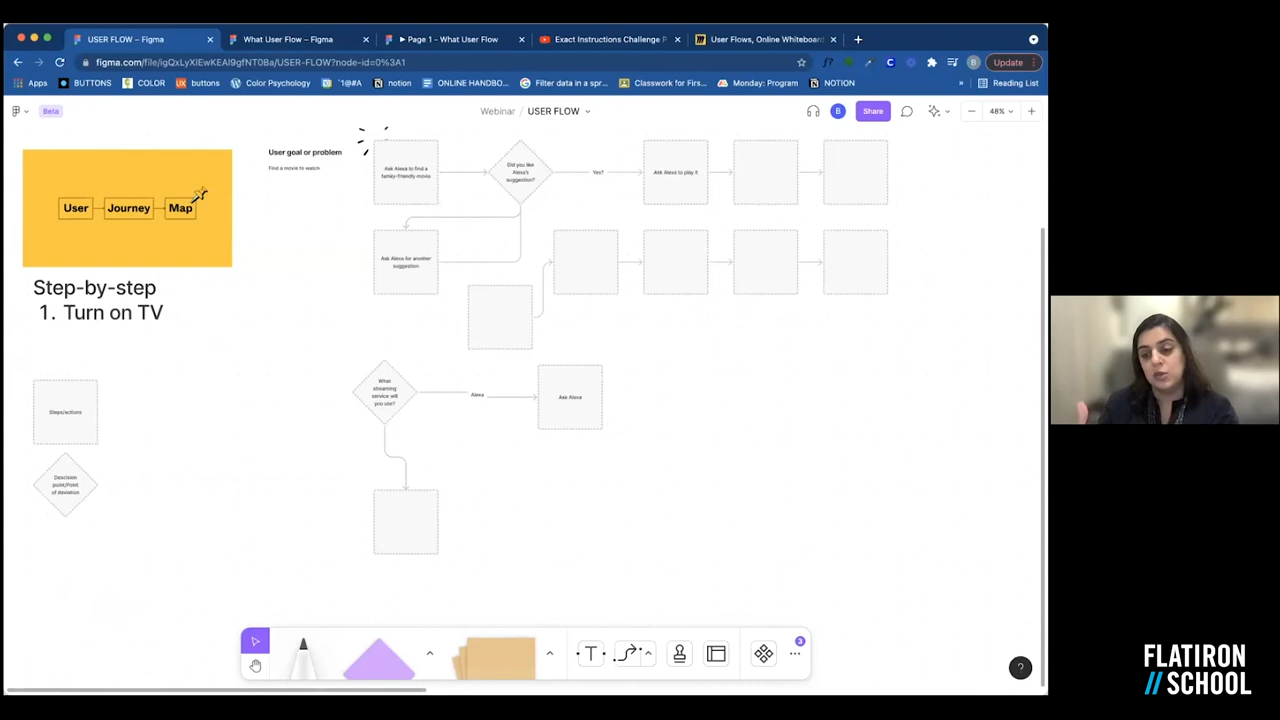 USER FLOW – Figma
What User Flow – Figma
Page 1 - What User Flow
Exact Instructions Challenge P
User Flows, Online Whiteboard
figma.com/file/igQxLyXlEwKEAl9gfNT0Ba/USER-FLOW?node-id=0%3A1
f?
B
Update
Apps
BUTTONS
COLOR
buttons
Color Psychology
`1@#A
notion
ONLINE HANDBO...
Filter data in a spr...
Classwork for Firs...
Monday: Program
NOTION
»
Reading List
Beta
Webinar / USER FLOW
B
Share
48%
User Journey Map
Step-by-step
1. Turn on TV
User goal or problem
Find a movie to watch
Ask Alexa to find a
family-friendly movie
Did you like
Alexa's
suggestion?
Yes?
Ask Alexa to play it
Ask Alexa for another
suggestion.
What
streaming
service will
you use?
Alexa
Ask Alexa
Steps/actions
Descision
point/Point
of deviation
T
3
?
FLATIRON
// SCHOOL